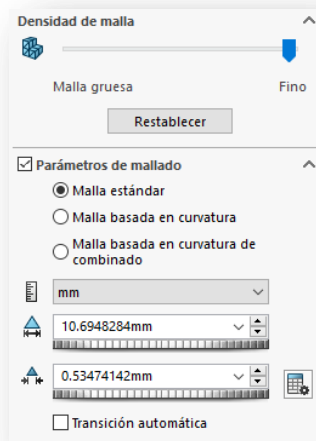 Densidad de malla
Malla gruesa Fino
Restablecer
Parámetros de mallado
Malla estándar
Malla basada en curvatura
Malla basada en curvatura de
combinado
mm
10.6948284mm
0.53474142mm
Transición automática